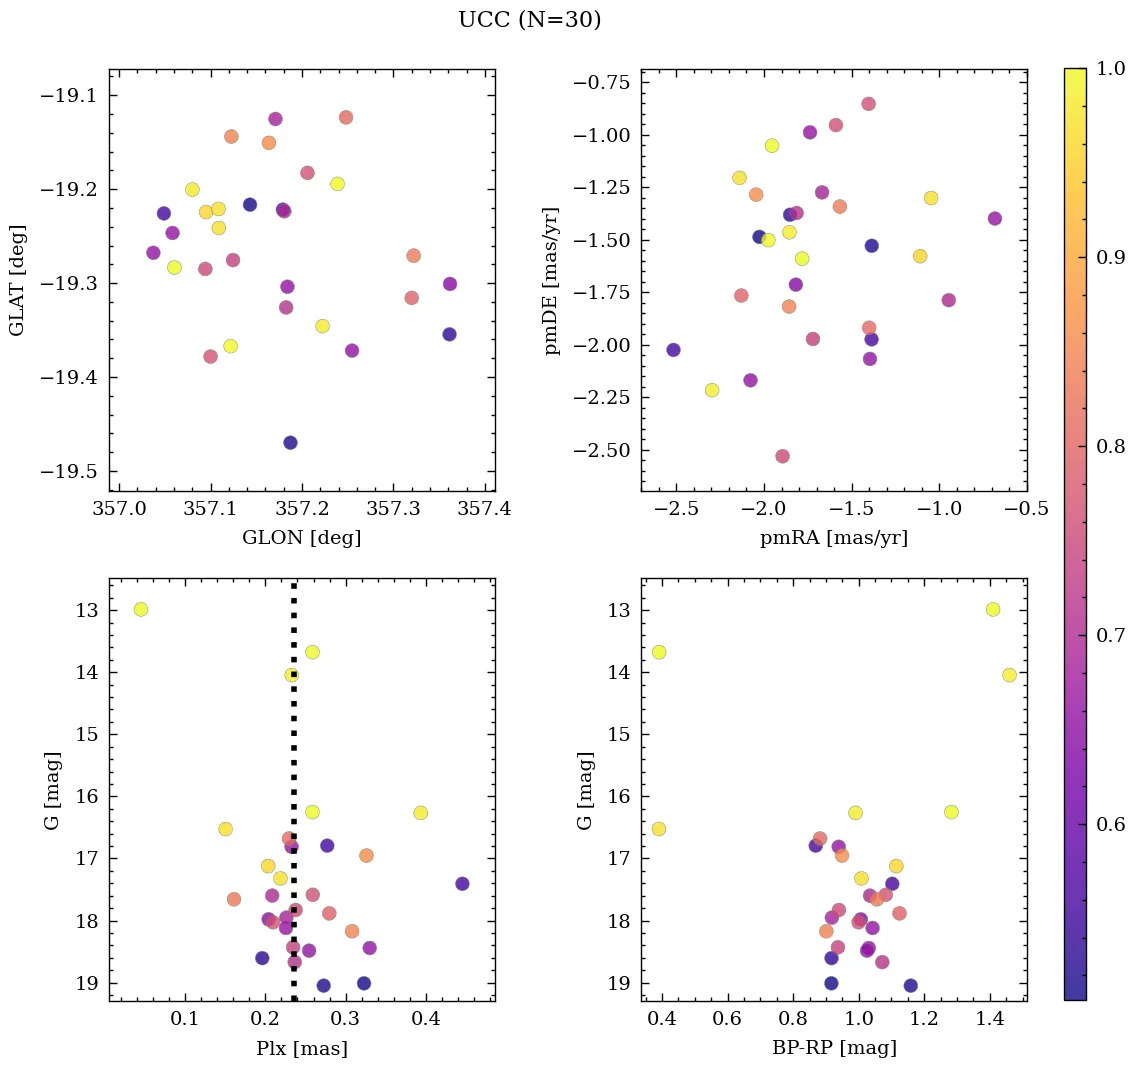 UCC (N=30)
−19.1
−19.2
−19.3
−19.4
−19.5
GLAT [deg]
357.0 357.1 357.2 357.3 357.4
GLON [deg]
−0.75
−1.00
−1.25
−1.50
−1.75
−2.00
−2.25
−2.50
pmDE [mas/yr]
−2.5 −2.0 −1.5 −1.0 −0.5
pmRA [mas/yr]
13
14
15
16
17
18
19
G [mag]
0.1 0.2 0.3 0.4
Plx [mas]
13
14
15
16
17
18
19
G [mag]
0.4 0.6 0.8 1.0 1.2 1.4
BP-RP [mag]
1.0
0.9
0.8
0.7
0.6